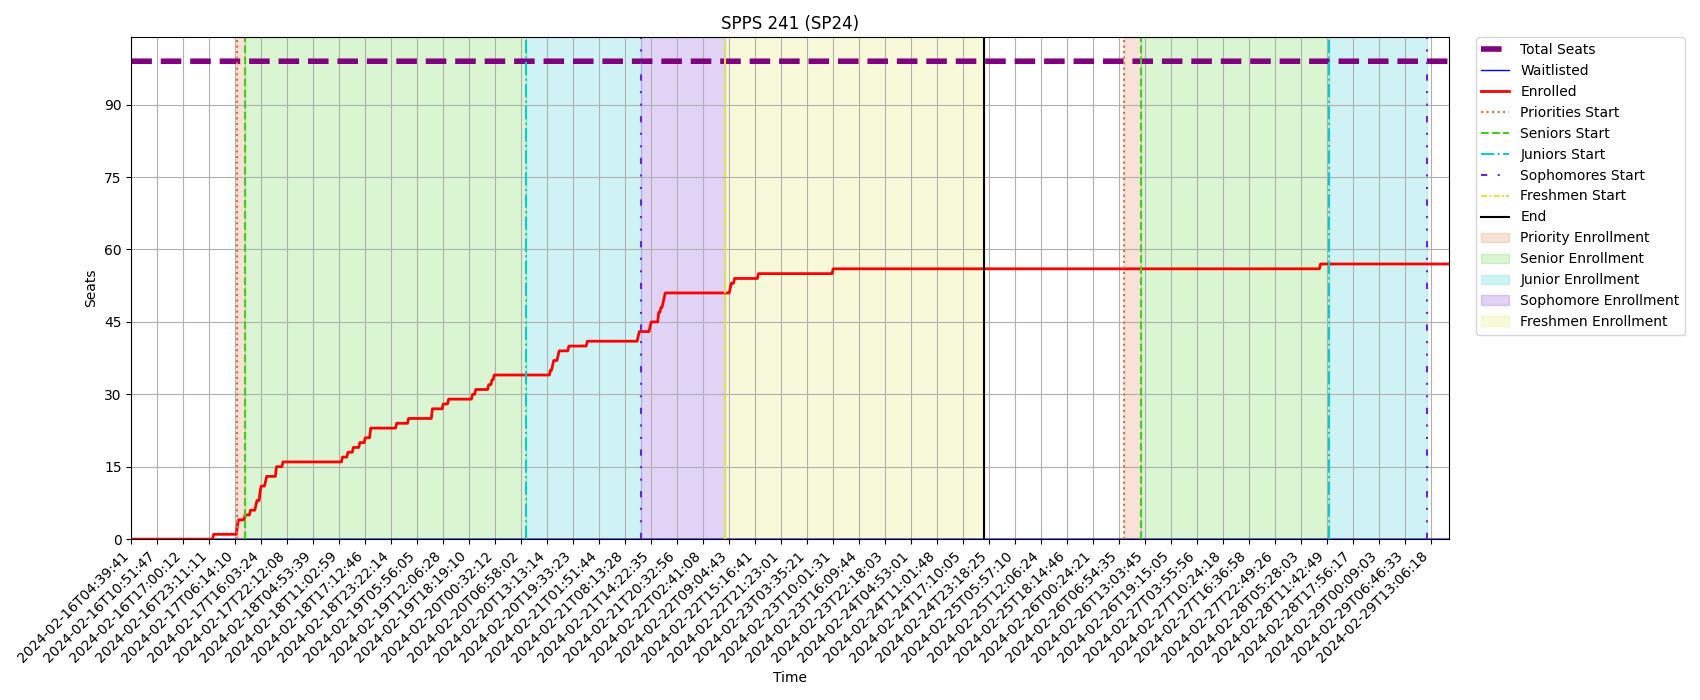 SPPS 241 (SP24)
Total Seats
Waitlisted
Enrolled
Priorities Start
Seniors Start
Juniors Start
Sophomores Start
Freshmen Start
End
Priority Enrollment
Senior Enrollment
Junior Enrollment
Sophomore Enrollment
Freshmen Enrollment
Seats
90
75
60
45
30
15
0
2024-02-16T04:39:41
2024-02-16T10:51:47
2024-02-16T17:00:12
2024-02-16T23:11:11
2024-02-17T06:14:10
2024-02-17T16:03:24
2024-02-17T22:12:08
2024-02-18T04:53:39
2024-02-18T11:02:59
2024-02-18T17:12:46
2024-02-18T23:22:14
2024-02-19T05:56:05
2024-02-19T12:06:28
2024-02-19T18:19:10
2024-02-20T00:32:12
2024-02-20T06:58:02
2024-02-20T13:13:14
2024-02-20T19:33:23
2024-02-21T01:51:44
2024-02-21T08:13:28
2024-02-21T14:22:35
2024-02-21T20:32:56
2024-02-22T02:41:08
2024-02-22T09:04:43
2024-02-22T15:16:41
2024-02-22T21:23:01
2024-02-23T03:35:21
2024-02-23T10:01:31
2024-02-23T16:09:44
2024-02-23T22:18:03
2024-02-24T04:53:01
2024-02-24T11:01:48
2024-02-24T17:10:05
2024-02-24T23:18:25
2024-02-25T05:57:10
2024-02-25T12:06:24
2024-02-25T18:14:46
2024-02-26T00:24:21
2024-02-26T06:54:35
2024-02-26T13:03:45
2024-02-26T19:15:05
2024-02-27T03:55:56
2024-02-27T10:24:18
2024-02-27T16:36:58
2024-02-27T22:49:26
2024-02-28T05:28:03
2024-02-28T11:42:49
2024-02-28T17:56:17
2024-02-29T00:09:03
2024-02-29T06:46:33
2024-02-29T13:06:18
Time